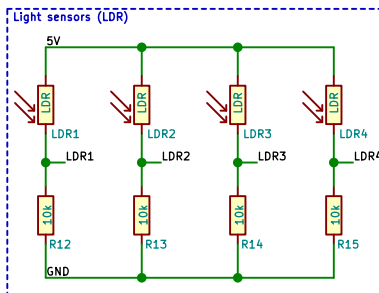 Light sensors (LDR)
5V
LDR LDR LDR LDR
LDR1 LDR2 LDR3 LDR4
LDR1 LDR2 LDR3 LDR4
10k 10k 10k 10k
R12 R13 R14 R15
GND